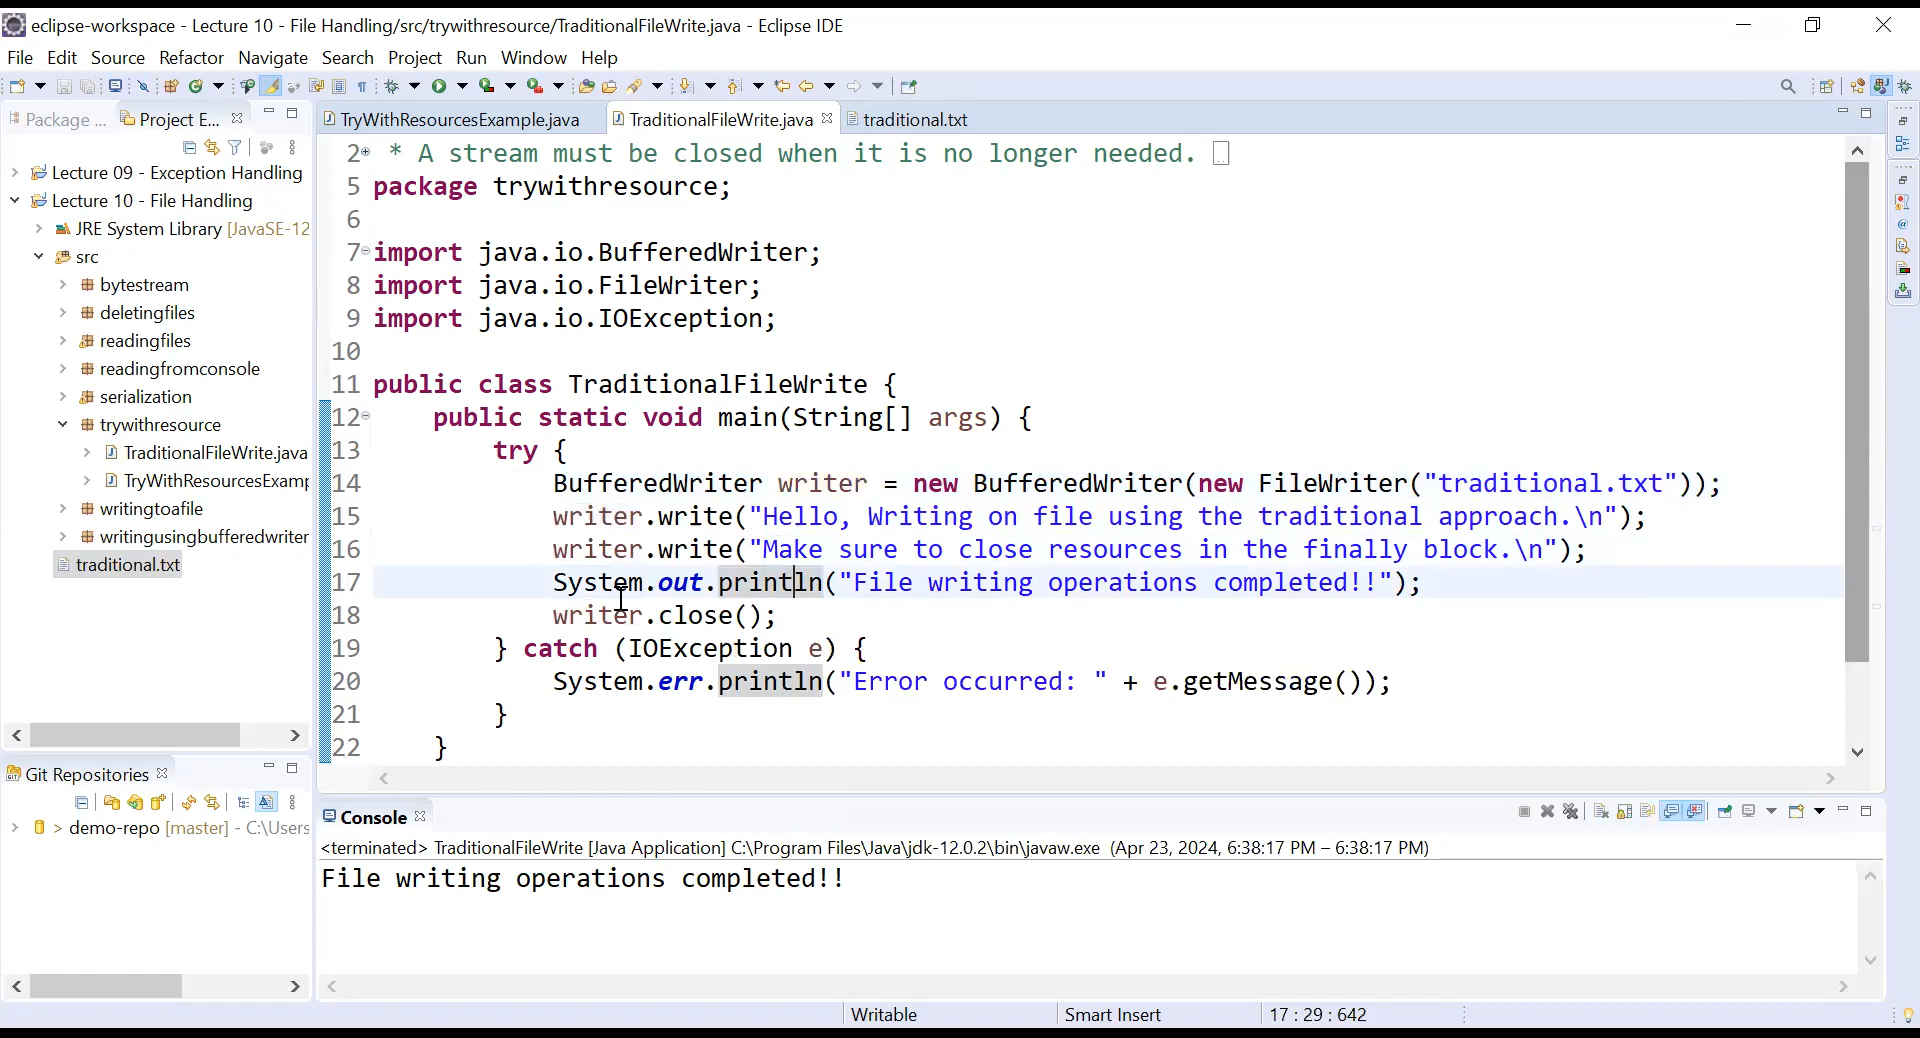 eclipse-workspace - Lecture 10 - File Handling/src/trywithresource/TraditionalFileWrite.java - Eclipse IDE
File Edit Source Refactor Navigate Search Project Run Window Help
Package ... Project E...
TryWithResourcesExample.java TraditionalFileWrite.java traditional.txt
Lecture 09 - Exception Handling
Lecture 10 - File Handling
JRE System Library [JavaSE-12
src
bytestream
deletingfiles
readingfiles
readingfromconsole
serialization
trywithresource
TraditionalFileWrite.java
TryWithResourcesExamp
writingtoafile
writingusingbufferedwriter
traditional.txt
Git Repositories
> demo-repo [master] - C:\Users
2 * A stream must be closed when it is no longer needed.
5 package trywithresource;
6
7 import java.io.BufferedWriter;
8 import java.io.FileWriter;
9 import java.io.IOException;
10
11 public class TraditionalFileWrite {
12 public static void main(String[] args) {
13 try {
14 BufferedWriter writer = new BufferedWriter(new FileWriter("traditional.txt"));
15 writer.write("Hello, Writing on file using the traditional approach.\n");
16 writer.write("Make sure to close resources in the finally block.\n");
17 System.out.println("File writing operations completed!!");
18 writer.close();
19 } catch (IOException e) {
20 System.err.println("Error occurred: " + e.getMessage());
21 }
22 }
Console
<terminated> TraditionalFileWrite [Java Application] C:\Program Files\Java\jdk-12.0.2\bin\javaw.exe (Apr 23, 2024, 6:38:17 PM – 6:38:17 PM)
File writing operations completed!!
Writable Smart Insert 17 : 29 : 642